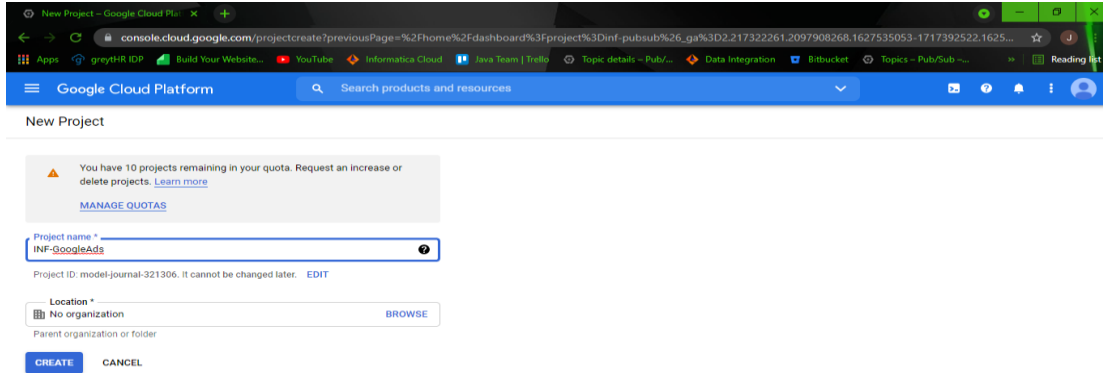 New Project – Google Cloud Pla
console.cloud.google.com/projectcreate?previousPage=%2Fhome%2Fdashboard%3Fproject%3Dinf-pubsub%26_ga%3D2.217322261.2097908268.1627535053-1717392522.1625...
J
Apps greytHR IDP Build Your Website... YouTube Informatica Cloud Java Team | Trello Topic details – Pub/... Data Integration Bitbucket Topics – Pub/Sub –... » Reading list
Google Cloud Platform Search products and resources
New Project
You have 10 projects remaining in your quota. Request an increase or
delete projects. Learn more
MANAGE QUOTAS
Project name *
INF-GoogleAds
Project ID: model-journal-321306. It cannot be changed later. EDIT
Location *
No organization BROWSE
Parent organization or folder
CREATE CANCEL